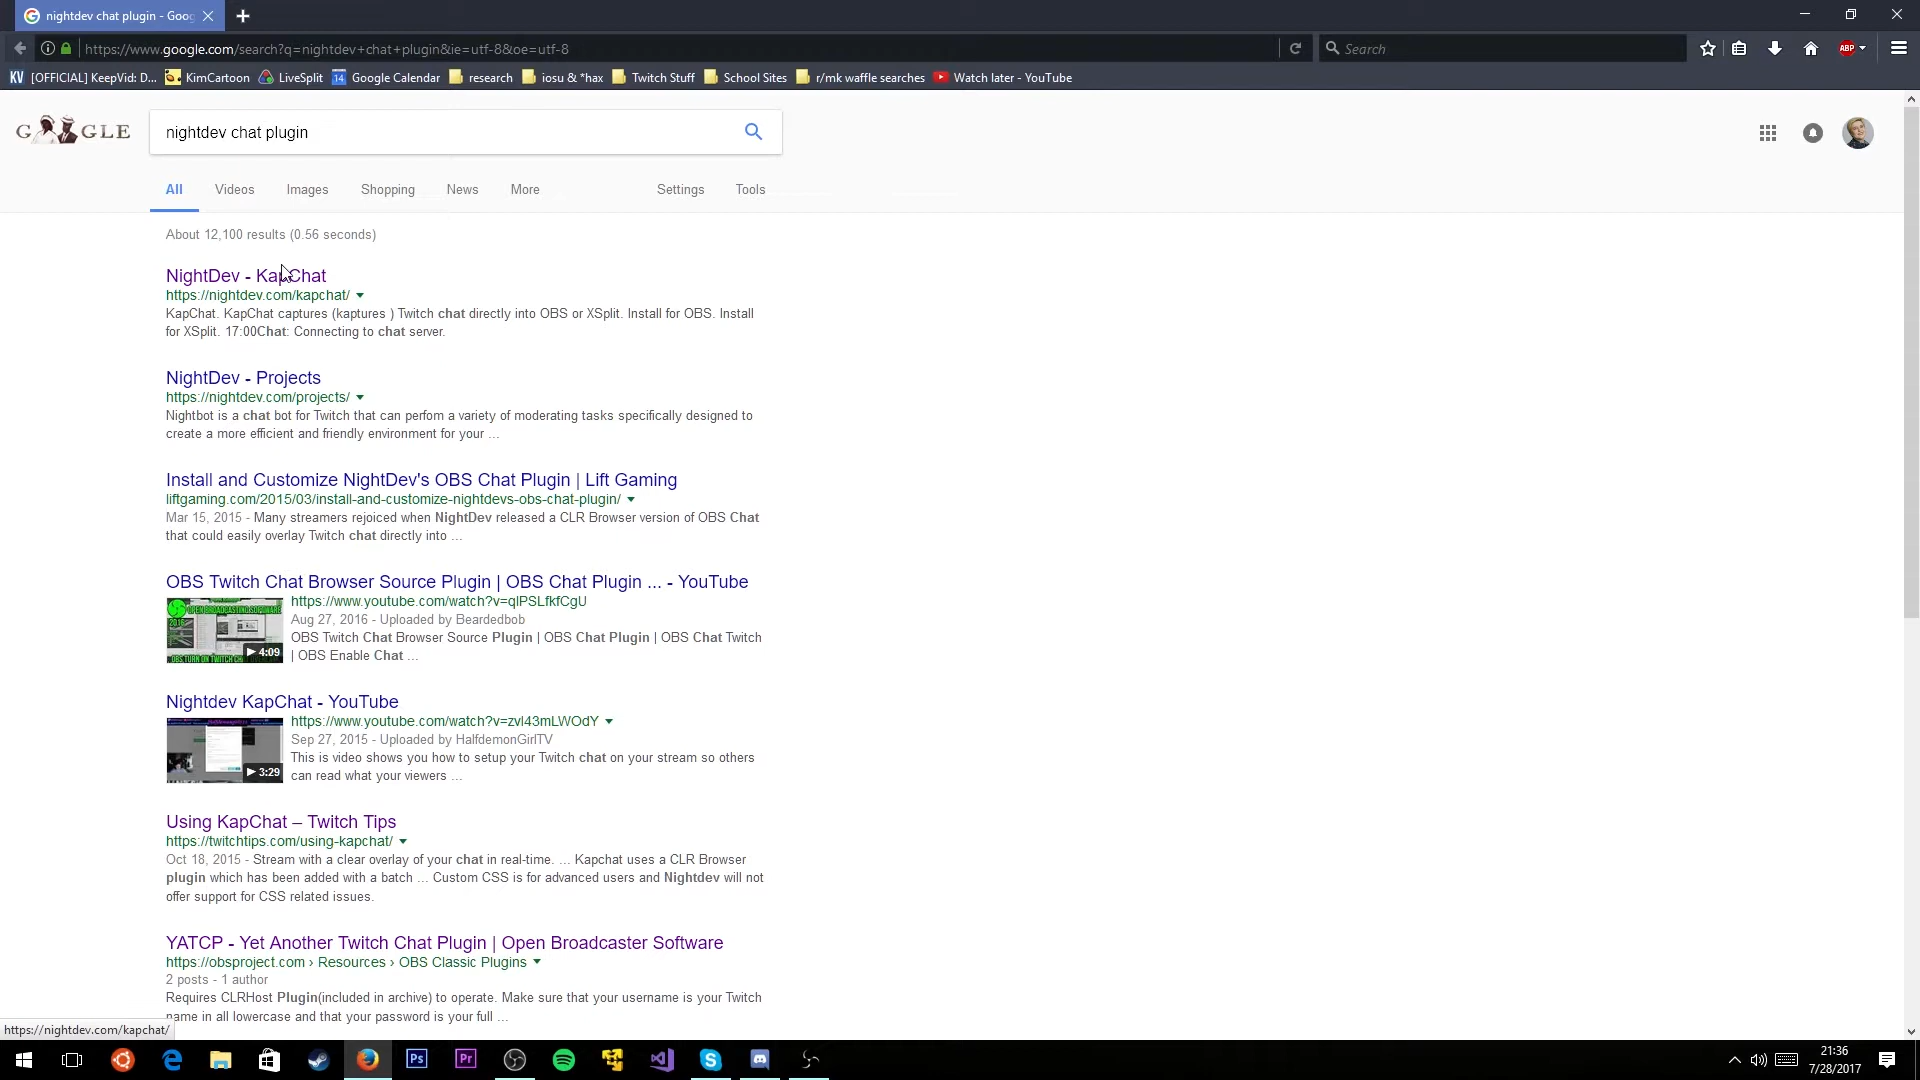 nightdev chat plugin - Goog
https://www.google.com/search?q=nightdev+chat+plugin&ie=utf-8&oe=utf-8
Search
ABP
KV [OFFICIAL] KeepVid: D... KimCartoon LiveSplit 14 Google Calendar research iosu & *hax Twitch Stuff School Sites r/mk waffle searches Watch later - YouTube
GOOGLE
nightdev chat plugin
All Videos Images Shopping News More Settings Tools
About 12,100 results (0.56 seconds)
NightDev - KapChat
https://nightdev.com/kapchat/
KapChat. KapChat captures (kaptures ) Twitch chat directly into OBS or XSplit. Install for OBS. Install
for XSplit. 17:00Chat: Connecting to chat server.
NightDev - Projects
https://nightdev.com/projects/
Nightbot is a chat bot for Twitch that can perfom a variety of moderating tasks specifically designed to
create a more efficient and friendly environment for your ...
Install and Customize NightDev's OBS Chat Plugin | Lift Gaming
liftgaming.com/2015/03/install-and-customize-nightdevs-obs-chat-plugin/
Mar 15, 2015 - Many streamers rejoiced when NightDev released a CLR Browser version of OBS Chat
that could easily overlay Twitch chat directly into ...
OBS Twitch Chat Browser Source Plugin | OBS Chat Plugin ... - YouTube
https://www.youtube.com/watch?v=qlPSLfkfCgU
Aug 27, 2016 - Uploaded by Beardedbob
OBS Twitch Chat Browser Source Plugin | OBS Chat Plugin | OBS Chat Twitch
| OBS Enable Chat ...
OPEN BROADCASTING SOFTWARE
2016
4:09
Nightdev KapChat - YouTube
https://www.youtube.com/watch?v=zvl43mLWOdY
Sep 27, 2015 - Uploaded by HalfdemonGirlTV
This is video shows you how to setup your Twitch chat on your stream so others
can read what your viewers ...
3:29
Using KapChat – Twitch Tips
https://twitchtips.com/using-kapchat/
Oct 18, 2015 - Stream with a clear overlay of your chat in real-time. ... Kapchat uses a CLR Browser
plugin which has been added with a batch ... Custom CSS is for advanced users and Nightdev will not
offer support for CSS related issues.
YATCP - Yet Another Twitch Chat Plugin | Open Broadcaster Software
https://obsproject.com › Resources › OBS Classic Plugins
2 posts - 1 author
Requires CLRHost Plugin(included in archive) to operate. Make sure that your username is your Twitch
name in all lowercase and that your password is your full ...
https://nightdev.com/kapchat/
Ps Pr
21:36
7/28/2017